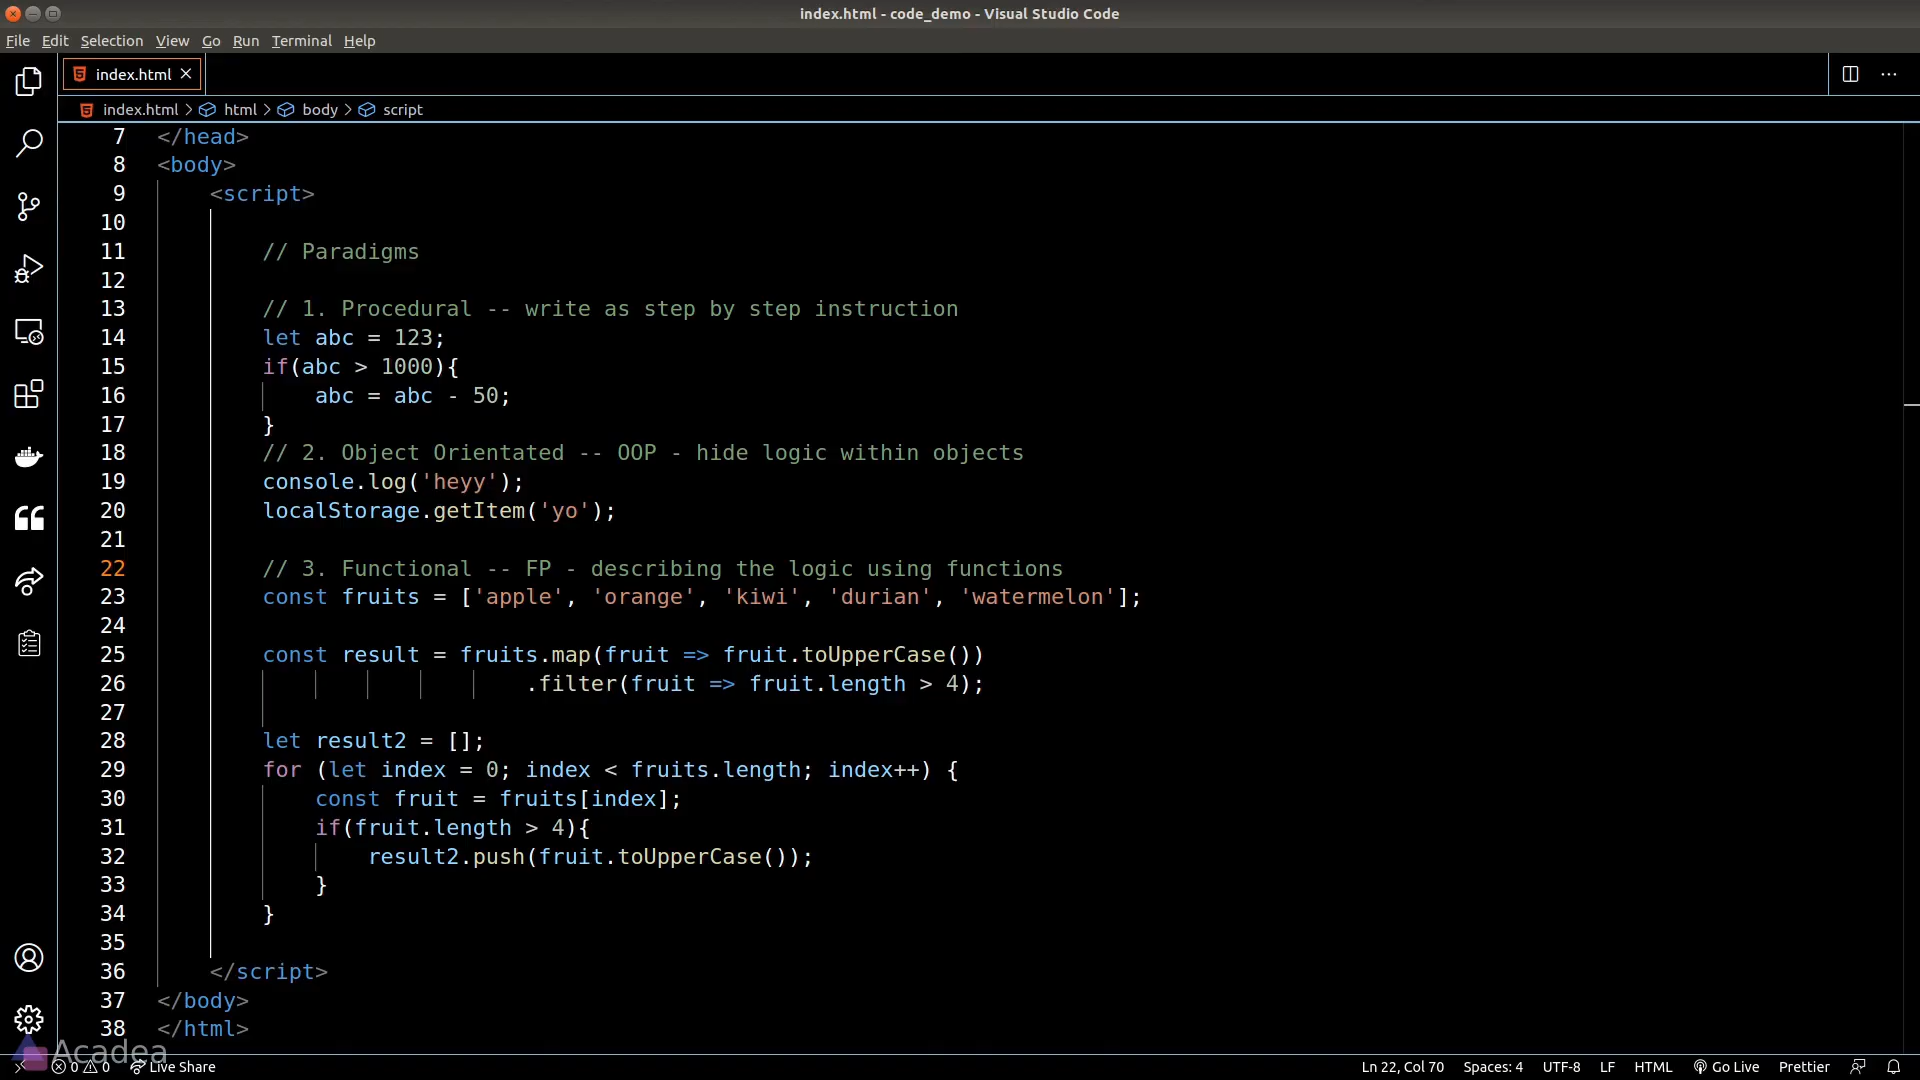 index.html - code_demo - Visual Studio Code
File Edit Selection View Go Run Terminal Help
index.html
index.html > html > body > script
7 </head>
8 <body>
9 <script>
10
11 // Paradigms
12
13 // 1. Procedural -- write as step by step instruction
14 let abc = 123;
15 if(abc > 1000){
16 abc = abc - 50;
17 }
18 // 2. Object Orientated -- OOP - hide logic within objects
19 console.log('heyy');
20 localStorage.getItem('yo');
21
22 // 3. Functional -- FP - describing the logic using functions
23 const fruits = ['apple', 'orange', 'kiwi', 'durian', 'watermelon'];
24
25 const result = fruits.map(fruit => fruit.toUpperCase())
26 .filter(fruit => fruit.length > 4);
27
28 let result2 = [];
29 for (let index = 0; index < fruits.length; index++) {
30 const fruit = fruits[index];
31 if(fruit.length > 4){
32 result2.push(fruit.toUpperCase());
33 }
34 }
35
36 </script>
37 </body>
38 </html>
Acadea
0 0 Live Share Ln 22, Col 70 Spaces: 4 UTF-8 LF HTML Go Live Prettier